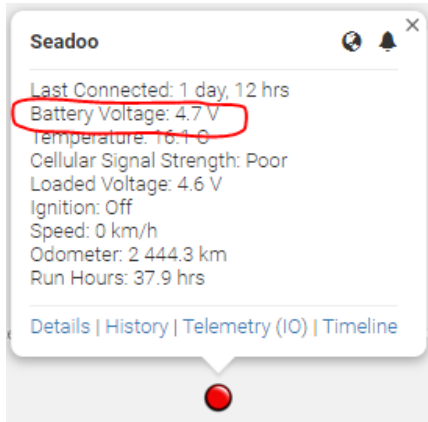 Seadoo
Last Connected: 1 day, 12 hrs
Battery Voltage: 4.7 V
Temperature: 16.1 C
Cellular Signal Strength: Poor
Loaded Voltage: 4.6 V
Ignition: Off
Speed: 0 km/h
Odometer: 2 444.3 km
Run Hours: 37.9 hrs
Details | History | Telemetry (IO) | Timeline